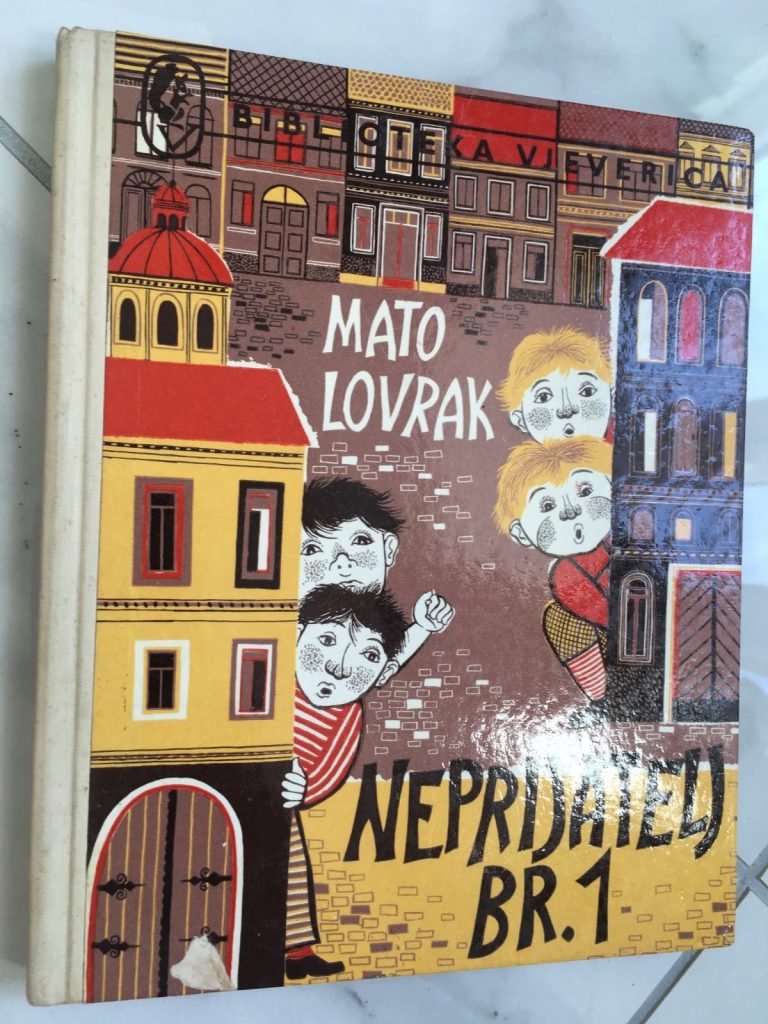 BIBLIOTEKA VJEVERICA
MATO
LOVRAK
NEPRIJATELJ
BR.1